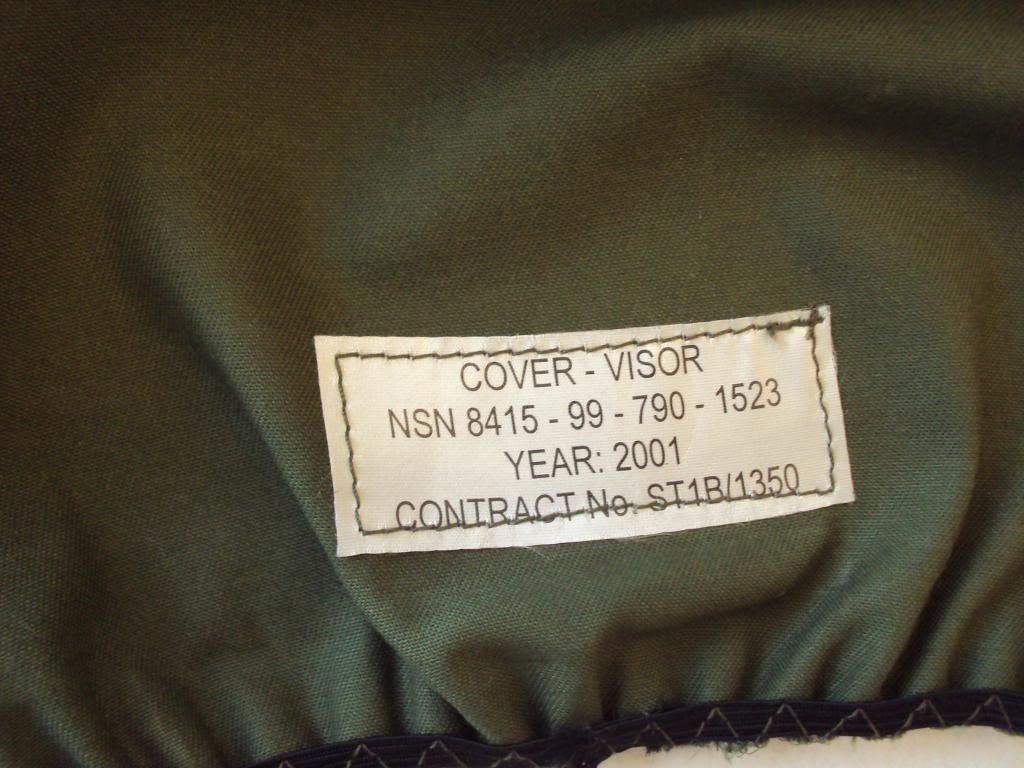 COVER - VISOR
NSN 8415 - 99 - 790 - 1523
YEAR: 2001
CONTRACT No. ST1B/1350